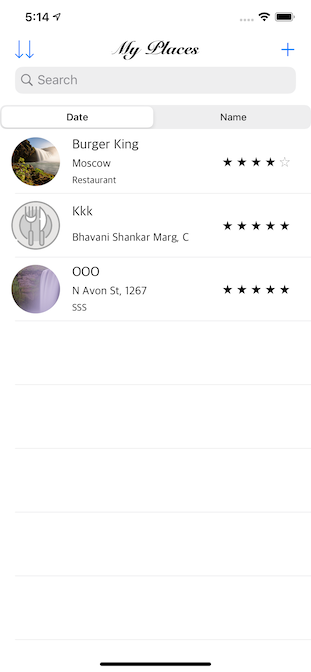 5:14
My Places
Search
Date
Name
Burger King
Moscow
Restaurant
Kkk
Bhavani Shankar Marg, C
OOO
N Avon St, 1267
SSS